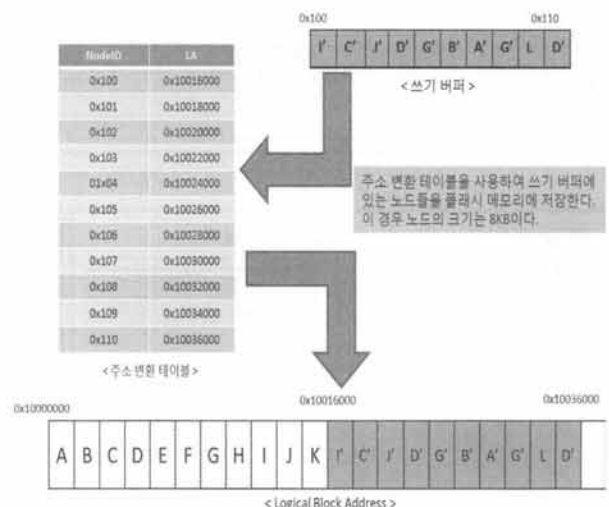 0x100 0x110
I' C' J' D' G' B' A' G' L D'
< 쓰기 버퍼 >
NodeID LA
0x100 0x10016000
0x101 0x10018000
0x102 0x10020000
0x103 0x10022000
01x04 0x10024000
0x105 0x10026000
0x106 0x10028000
0x107 0x10030000
0x108 0x10032000
0x109 0x10034000
0x110 0x10036000
<주소 변환 테이블>
주소 변환 테이블을 사용하여 쓰기 버퍼에
있는 노드들을 플래시 메모리에 저장한다.
이 경우 노드의 크기는 8KB이다.
0x10000000 0x10016000 0x10036000
A B C D E F G H I J K I' C' J' D' G' B' A' G' L D'
< Logical Block Address >